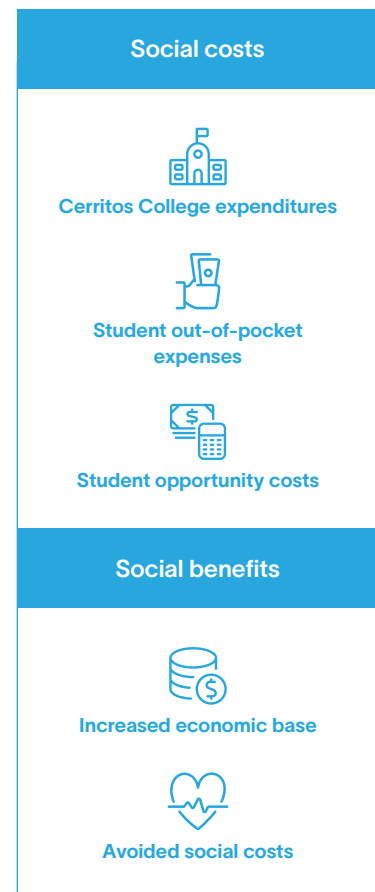 Social costs
Cerritos College expenditures
Student out-of-pocket
expenses
$
Student opportunity costs
Social benefits
$
Increased economic base
Avoided social costs